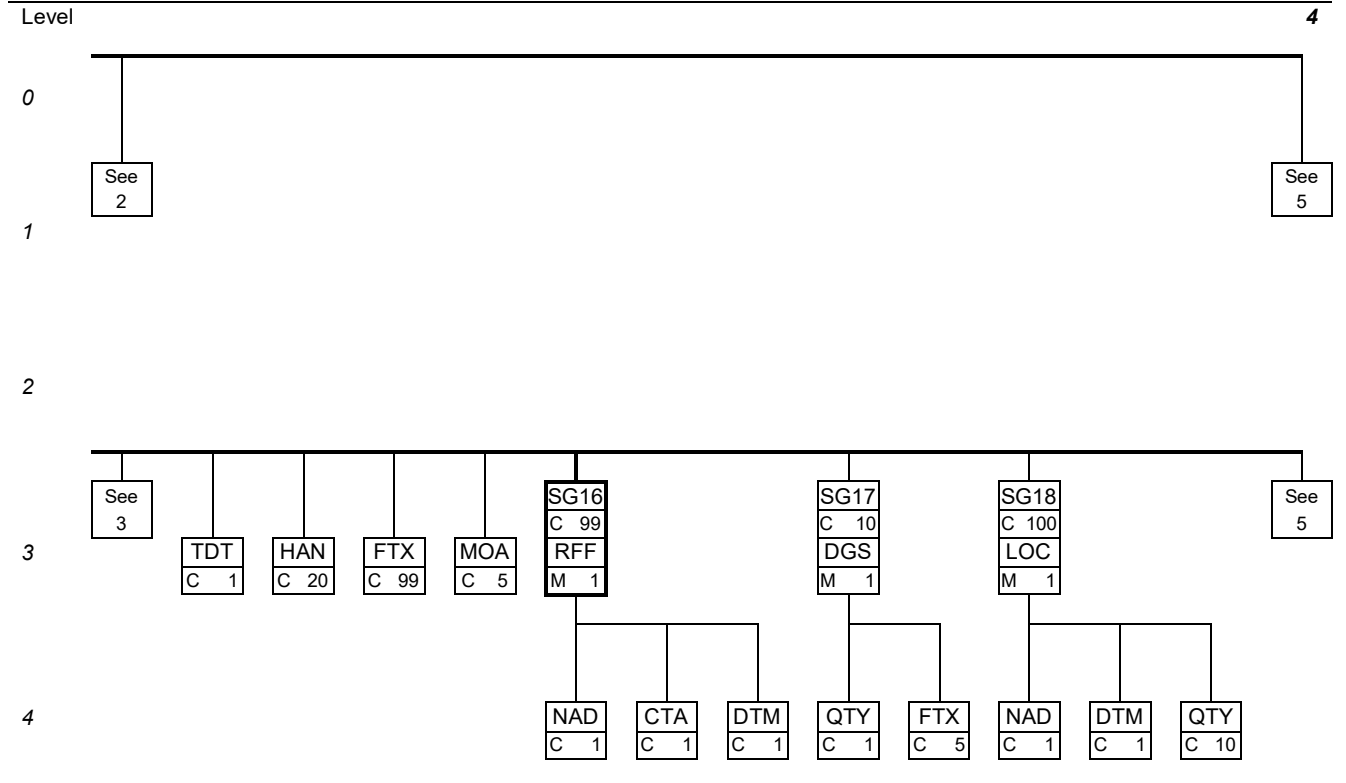 Level 4
0
See See
2 5
1
2
See SG16 SG17 SG18 See
3 C 99 C 10 C 100 5
3 TDT HAN FTX MOA RFF DGS LOC
C 1 C 20 C 99 C 5 M 1 M 1 M 1
4 NAD CTA DTM QTY FTX NAD DTM QTY
C 1 C 1 C 1 C 1 C 5 C 1 C 1 C 10